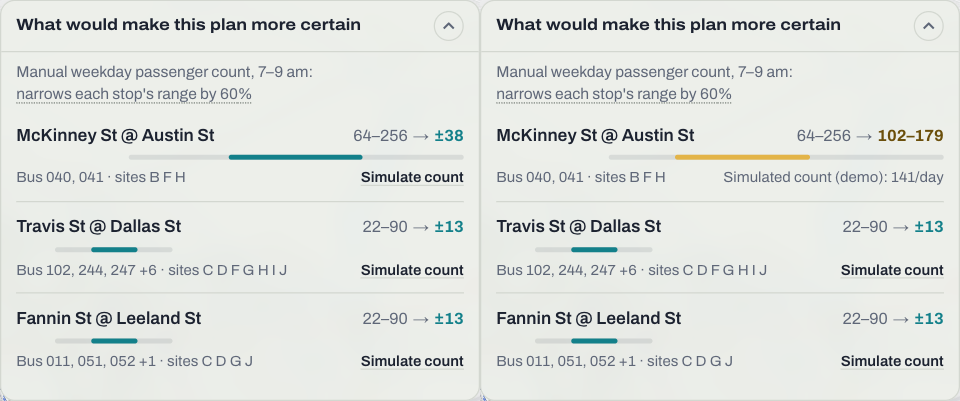 What would make this plan more certain
Manual weekday passenger count, 7–9 am:
narrows each stop's range by 60%
McKinney St @ Austin St 64–256 → ±38
Bus 040, 041 · sites B F H Simulate count
Travis St @ Dallas St 22–90 → ±13
Bus 102, 244, 247 +6 · sites C D F G H I J Simulate count
Fannin St @ Leeland St 22–90 → ±13
Bus 011, 051, 052 +1 · sites C D G J Simulate count
What would make this plan more certain
Manual weekday passenger count, 7–9 am:
narrows each stop's range by 60%
McKinney St @ Austin St 64–256 → 102–179
Bus 040, 041 · sites B F H Simulated count (demo): 141/day
Travis St @ Dallas St 22–90 → ±13
Bus 102, 244, 247 +6 · sites C D F G H I J Simulate count
Fannin St @ Leeland St 22–90 → ±13
Bus 011, 051, 052 +1 · sites C D G J Simulate count